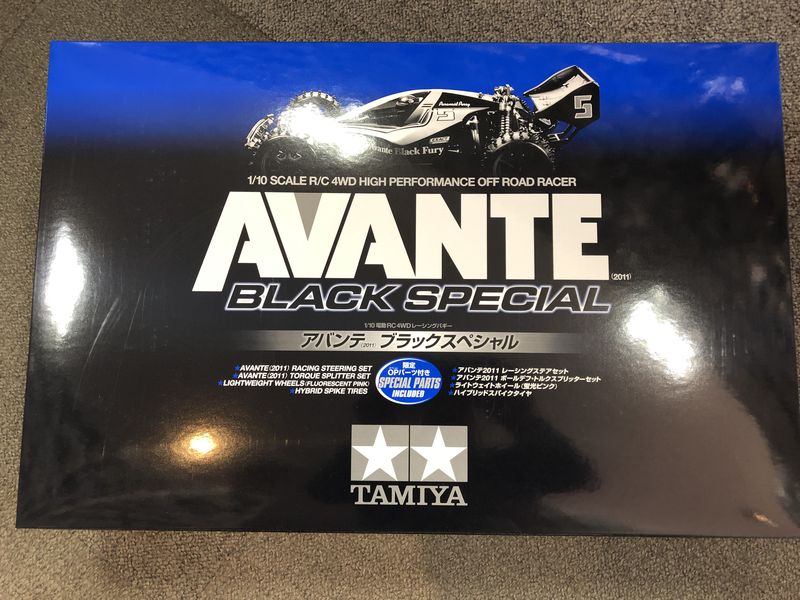 Paramat Perry
5
5
EXACT
Avante Black Fury
1/10 SCALE R/C 4WD HIGH PERFORMANCE OFF ROAD RACER
AVANTE
(2011)
BLACK SPECIAL
1/10 電動RC4WDレーシングバギー
アバンテ(2011) ブラックスペシャル
★AVANTE(2011) RACING STEERING SET
★AVANTE(2011) TORQUE SPLITTER SET
★LIGHTWEIGHT WHEELS(FLUORESCENT PINK)
★HYBRID SPIKE TIRES
限定
OPパーツ付き
SPECIAL PARTS
INCLUDED
★アバンテ2011 レーシングステアセット
★アバンテ2011 ボールデフ・トルクスプリッターセット
★ライトウェイトホイール(蛍光ピンク)
★ハイブリッドスパイクタイヤ
TAMIYA